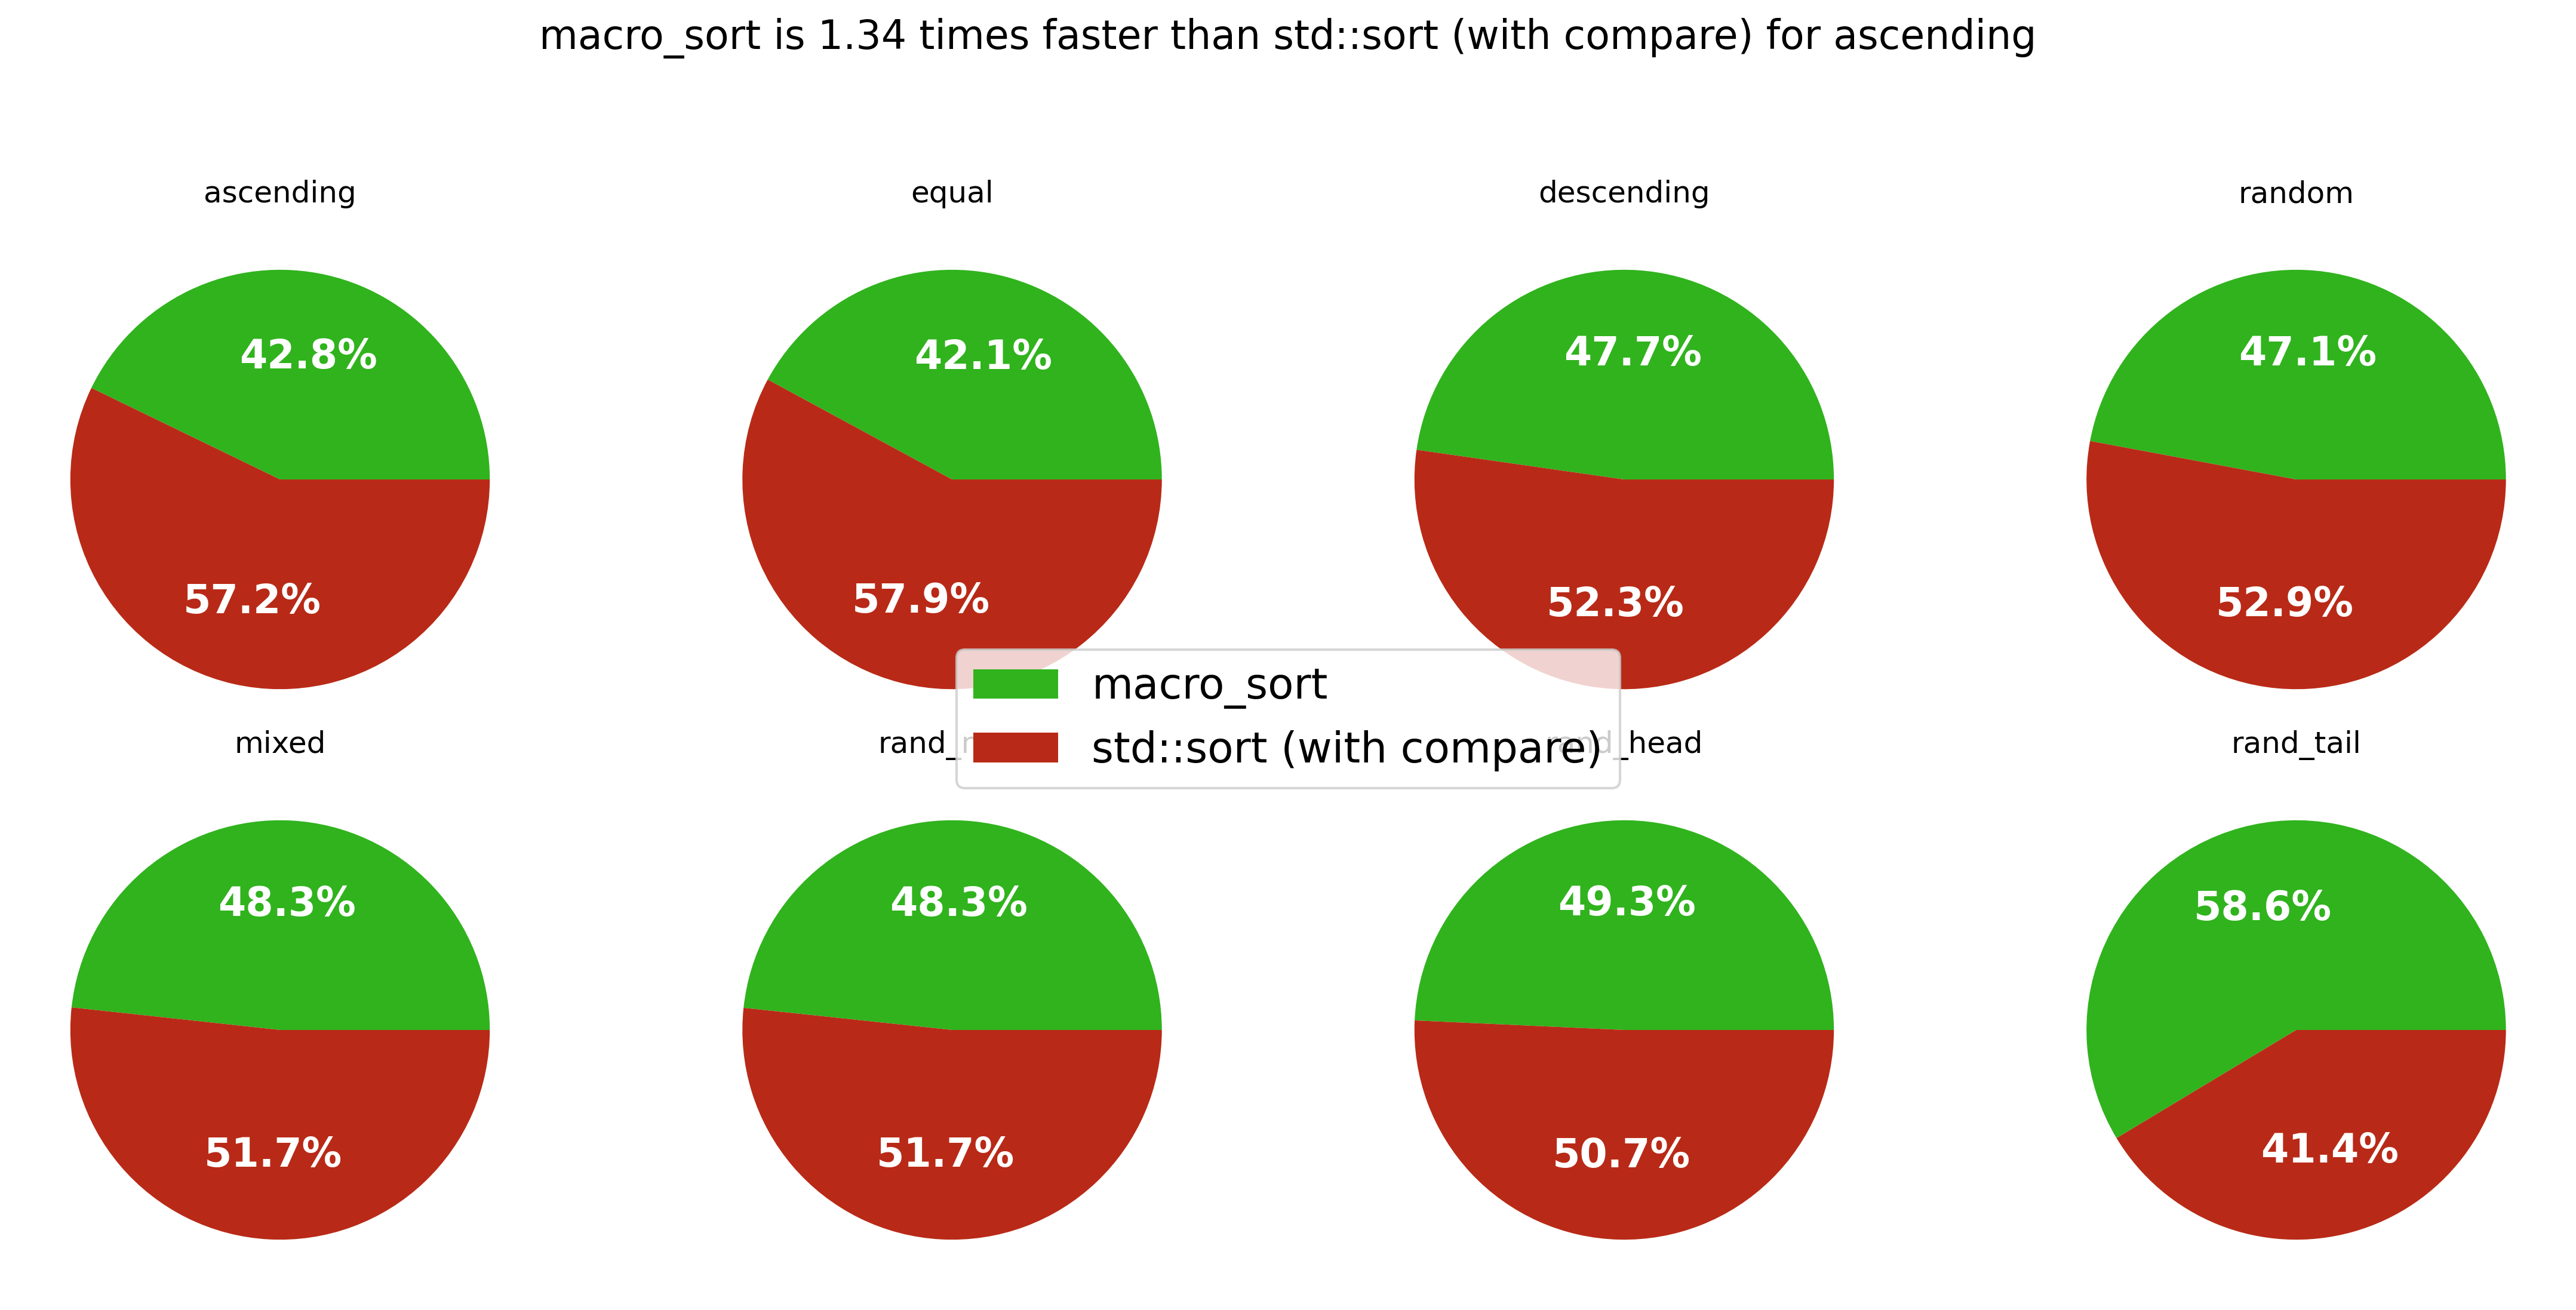 macro_sort is 1.34 times faster than std::sort (with compare) for ascending
ascending
equal
descending
random
42.8%
42.1%
47.7%
47.1%
57.2%
57.9%
52.3%
52.9%
macro_sort
std::sort (with compare)
mixed
rand_head
rand_tail
48.3%
48.3%
49.3%
58.6%
51.7%
51.7%
50.7%
41.4%